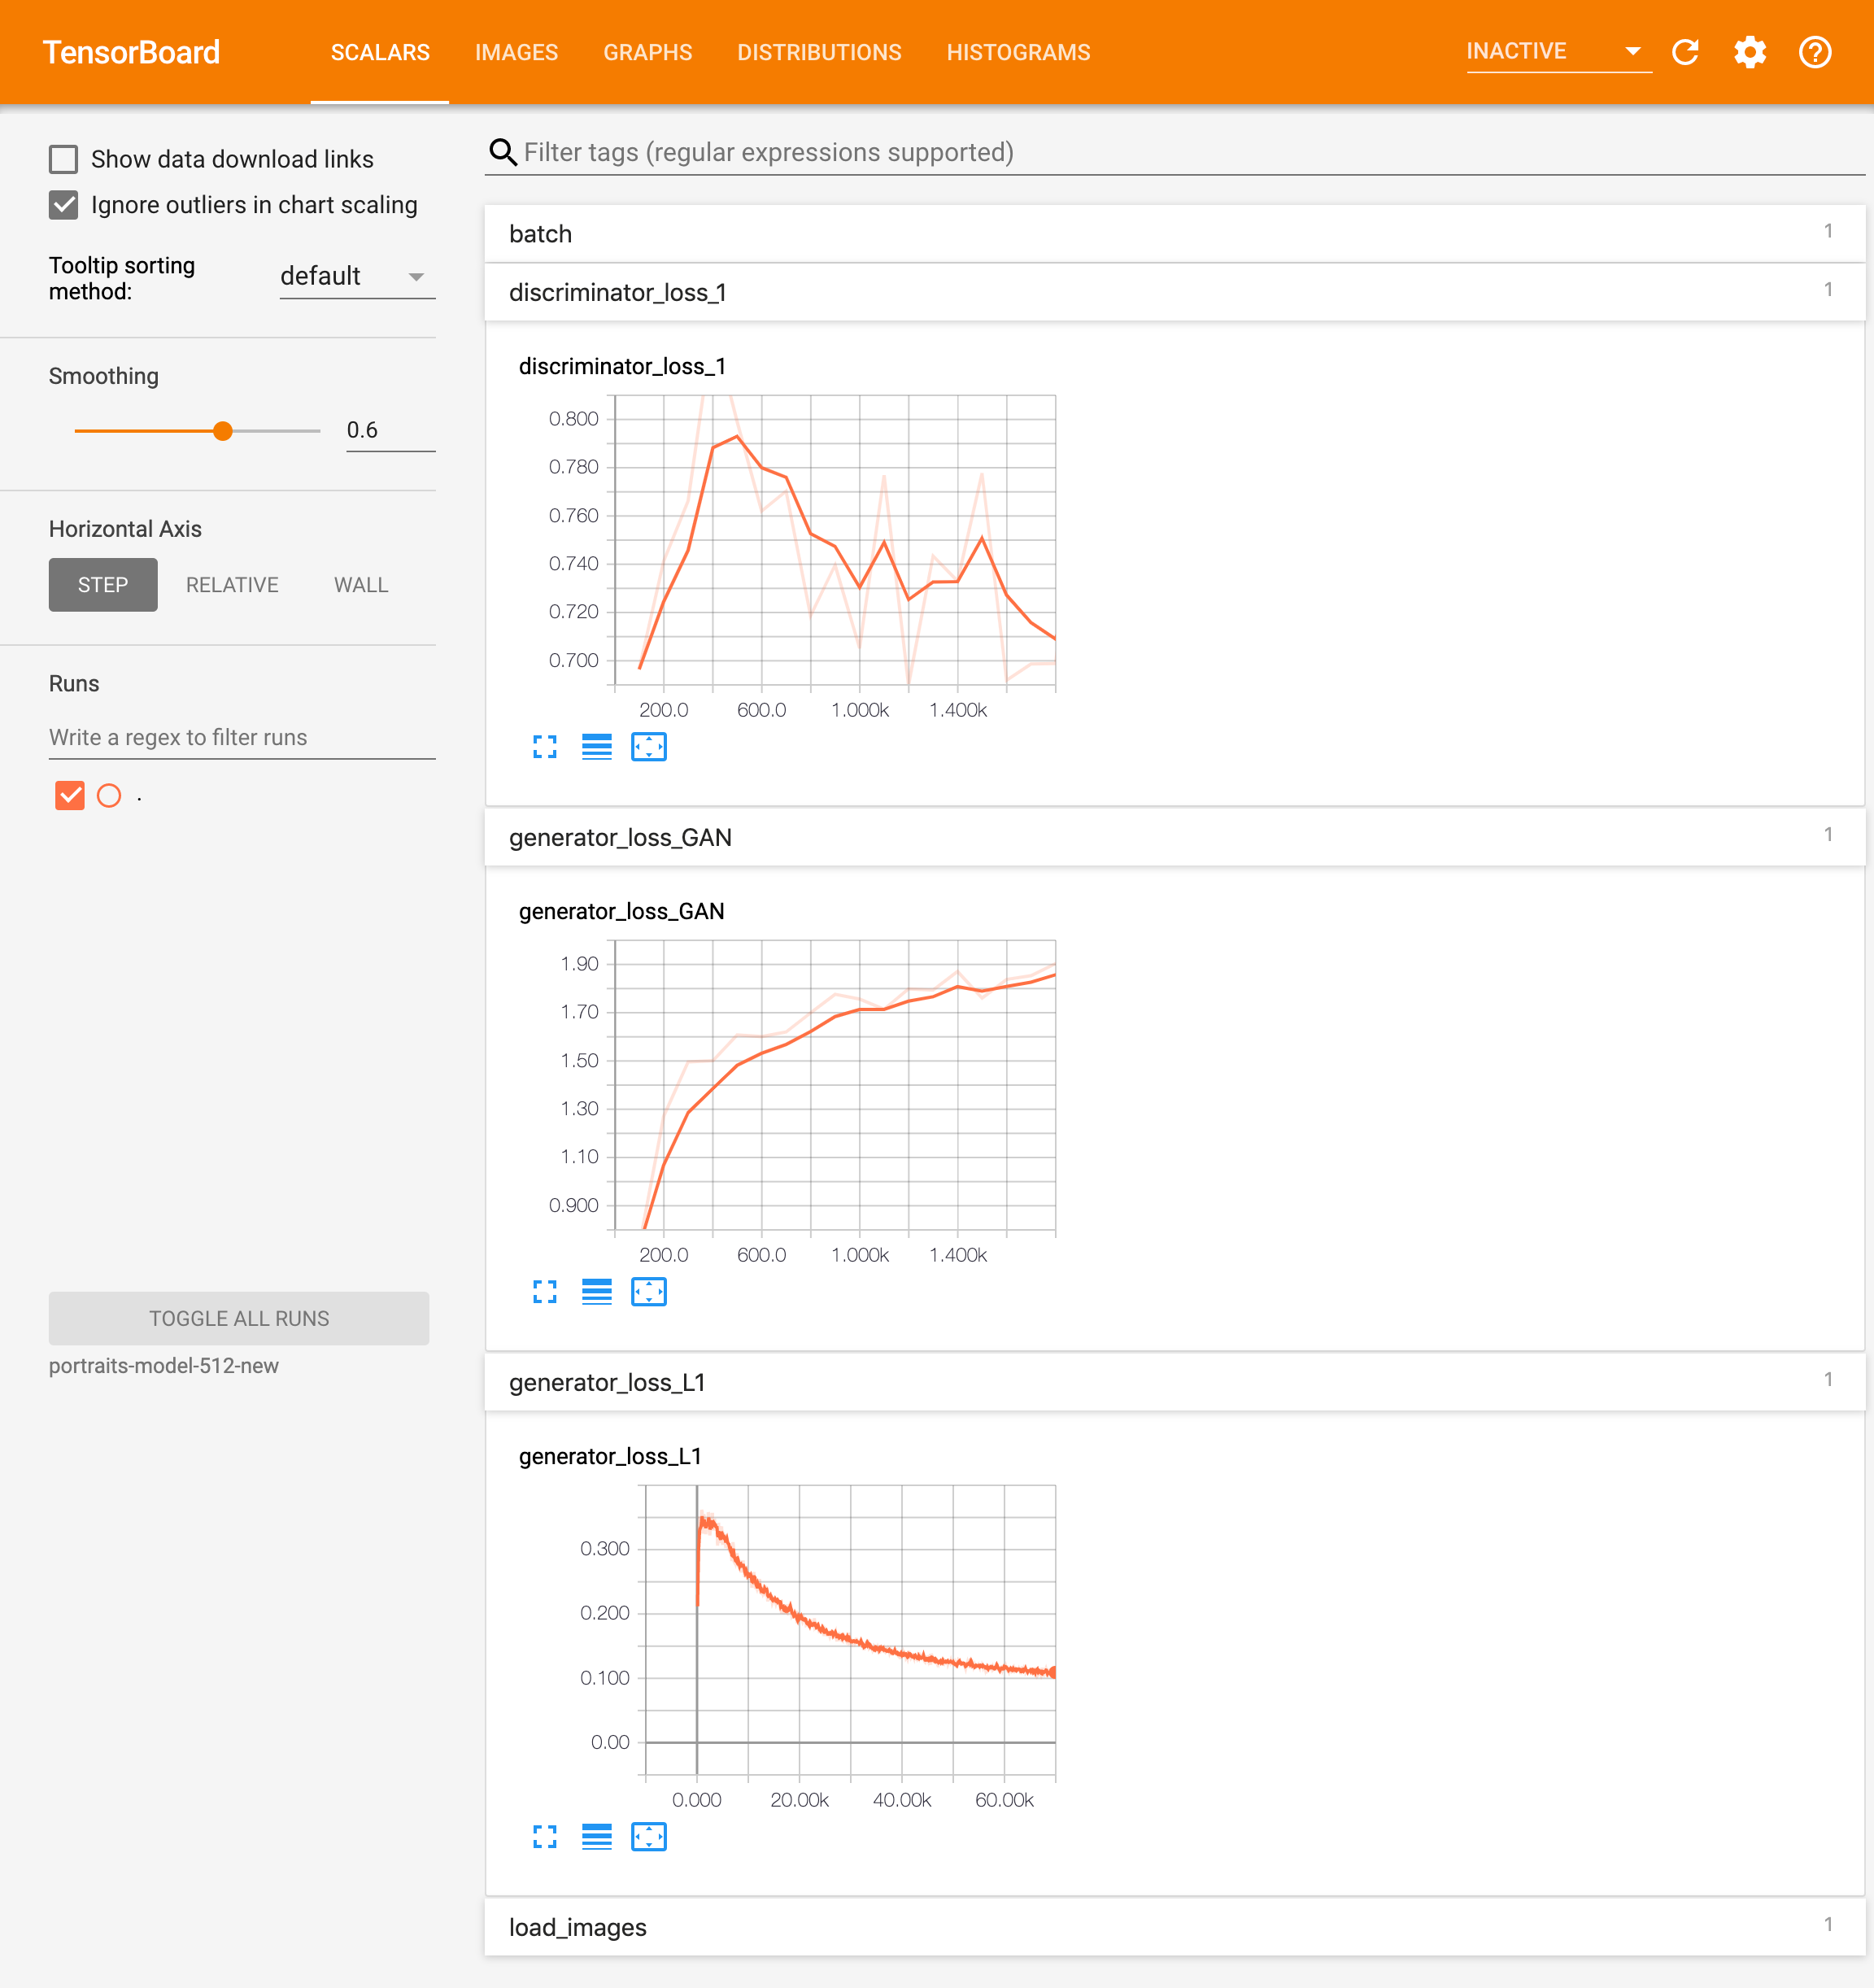 TensorBoard SCALARS IMAGES GRAPHS DISTRIBUTIONS HISTOGRAMS INACTIVE
Show data download links
Ignore outliers in chart scaling
Tooltip sorting
method:
default
Smoothing
0.6
Horizontal Axis
STEP RELATIVE WALL
Runs
Write a regex to filter runs
.
TOGGLE ALL RUNS
portraits-model-512-new
Filter tags (regular expressions supported)
batch 1
discriminator_loss_1 1
discriminator_loss_1
0.800
0.780
0.760
0.740
0.720
0.700
200.0 600.0 1.000k 1.400k
generator_loss_GAN 1
generator_loss_GAN
1.90
1.70
1.50
1.30
1.10
0.900
200.0 600.0 1.000k 1.400k
generator_loss_L1 1
generator_loss_L1
0.300
0.200
0.100
0.00
0.000 20.00k 40.00k 60.00k
load_images 1